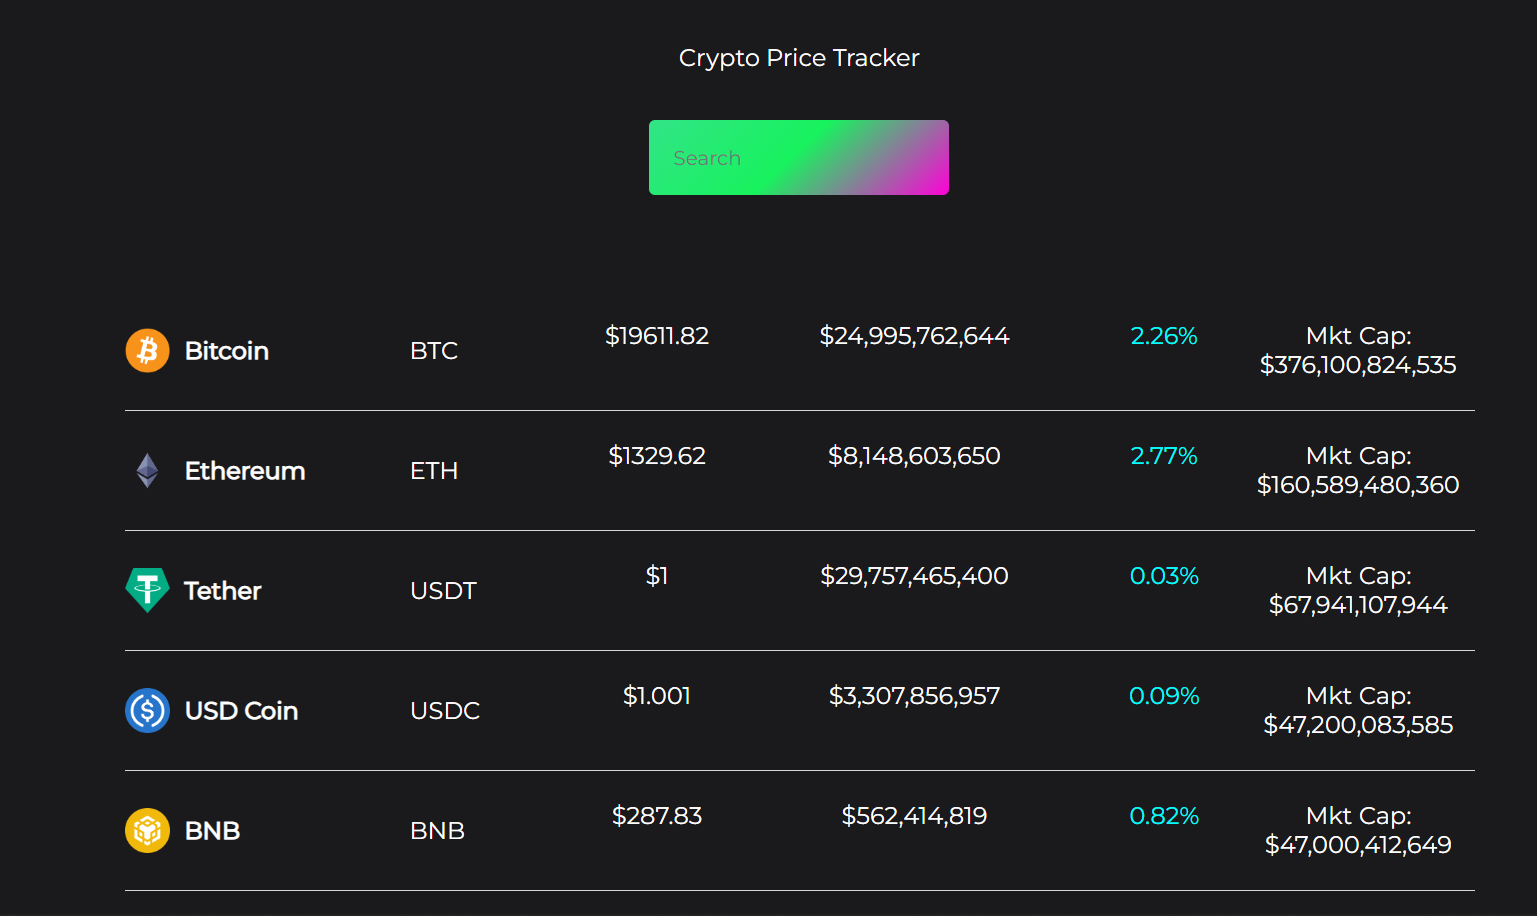 Crypto Price Tracker
Search
Bitcoin BTC $19611.82 $24,995,762,644 2.26% Mkt Cap:
$376,100,824,535
Ethereum ETH $1329.62 $8,148,603,650 2.77% Mkt Cap:
$160,589,480,360
Tether USDT $1 $29,757,465,400 0.03% Mkt Cap:
$67,941,107,944
USD Coin USDC $1.001 $3,307,856,957 0.09% Mkt Cap:
$47,200,083,585
BNB BNB $287.83 $562,414,819 0.82% Mkt Cap:
$47,000,412,649